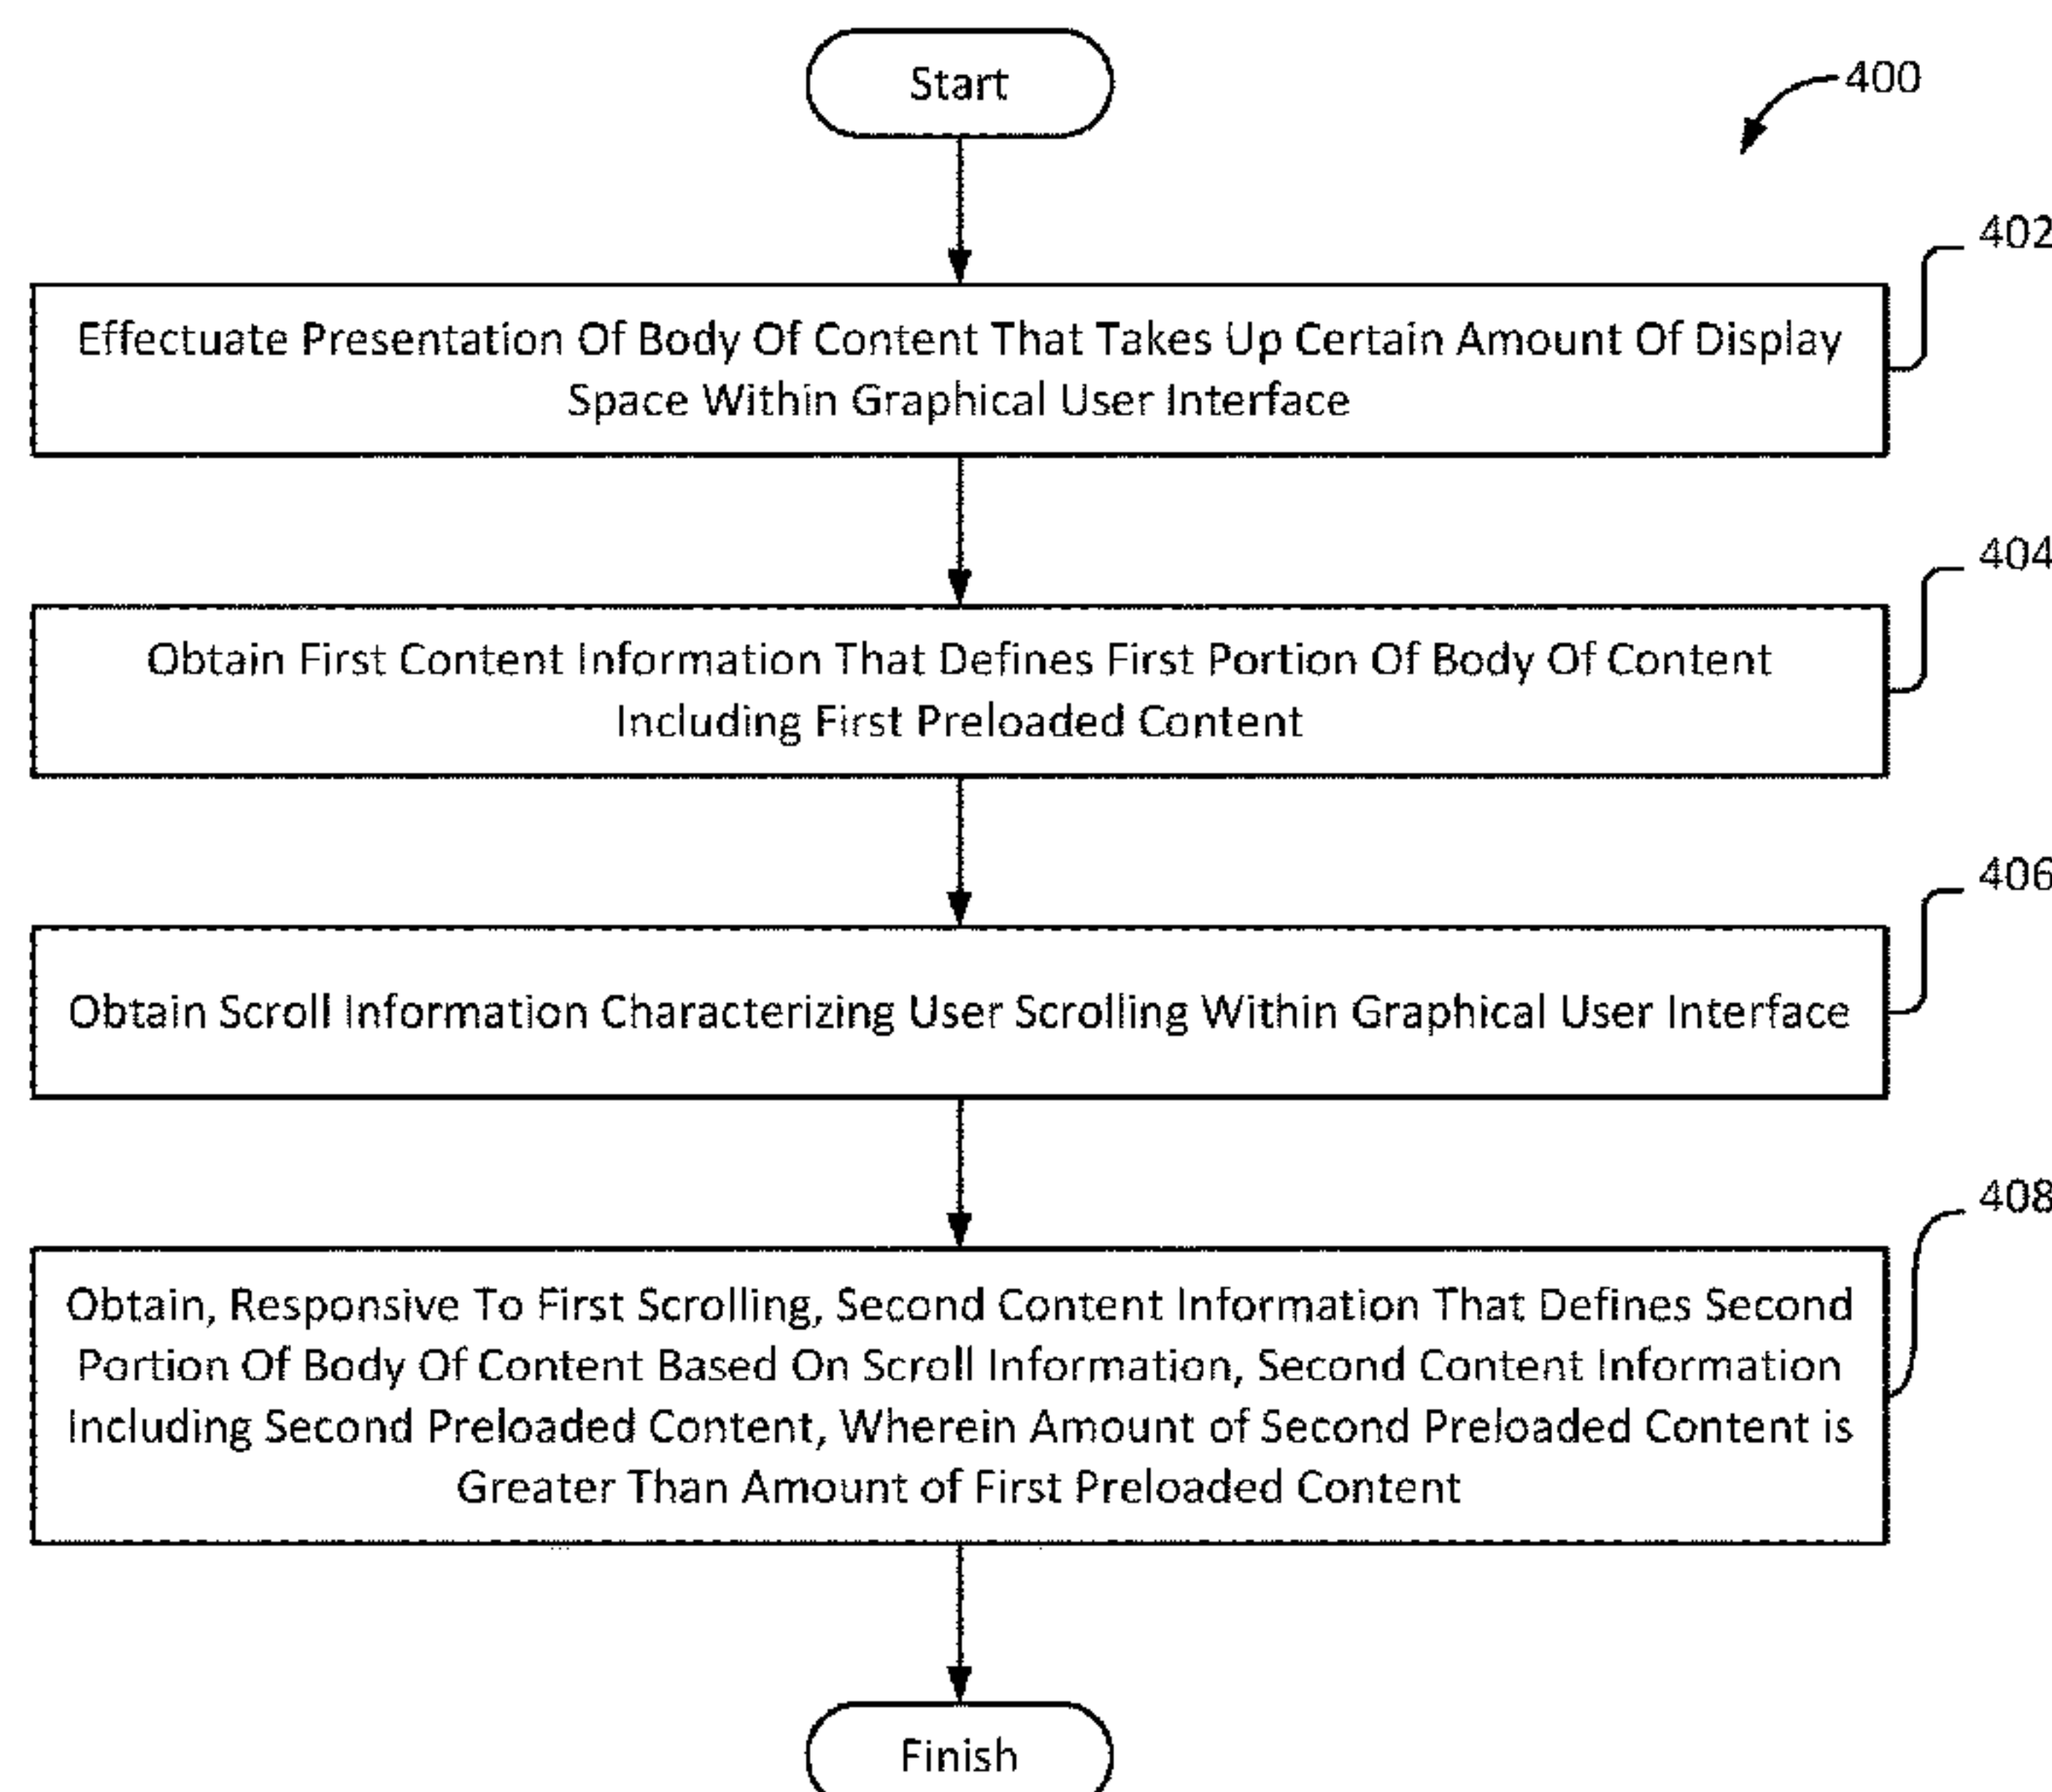 Start
400
402
Effectuate Presentation Of Body Of Content That Takes Up Certain Amount Of Display
Space Within Graphical User Interface
404
Obtain First Content Information That Defines First Portion Of Body Of Content
Including First Preloaded Content
406
Obtain Scroll Information Characterizing User Scrolling Within Graphical User Interface
408
Obtain, Responsive To First Scrolling, Second Content Information That Defines Second
Portion Of Body Of Content Based On Scroll Information, Second Content Information
Including Second Preloaded Content, Wherein Amount of Second Preloaded Content is
Greater Than Amount of First Preloaded Content
Finish